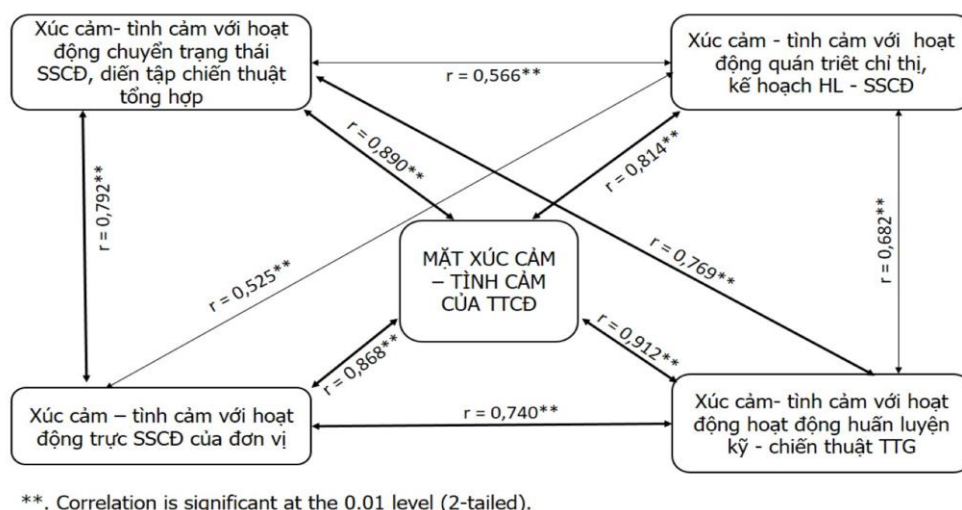 Xúc cảm- tình cảm với hoạt
động chuyển trạng thái
SSCĐ, diến tập chiến thuật
tổng hợp
Xúc cảm - tình cảm với hoạt
động quán triêt chỉ thị,
kế hoạch HL - SSCĐ
r = 0,566**
r = 0,890**
r = 0,814**
r = 0,792**
r = 0,682**
MẶT XÚC CẢM
– TÌNH CẢM
CỦA TTCĐ
r = 0,769**
r = 0,525**
r = 0,868**
r = 0,912**
Xúc cảm – tình cảm với hoạt
động trực SSCĐ của đơn vị
r = 0,740**
Xúc cảm- tình cảm với hoạt
động hoạt động huấn luyện
kỹ - chiến thuật TTG
**. Correlation is significant at the 0.01 level (2-tailed).